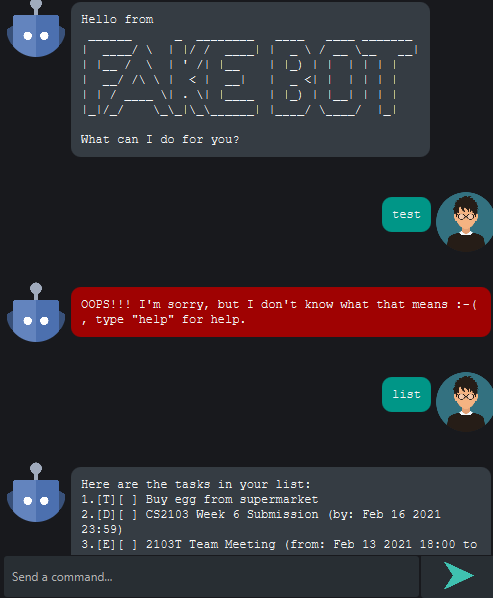 Hello from
FAKE BOT
What can I do for you?
test
OOPS!!! I'm sorry, but I don't know what that means :-(
, type "help" for help.
list
Here are the tasks in your list:
1.[T][ ] Buy egg from supermarket
2.[D][ ] CS2103 Week 6 Submission (by: Feb 16 2021
23:59)
3.[E][ ] 2103T Team Meeting (from: Feb 13 2021 18:00 to
Send a command...